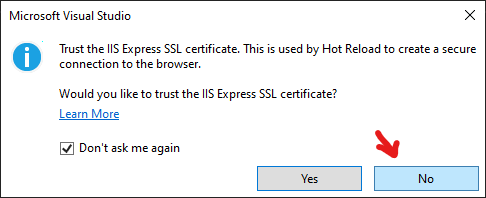 Microsoft Visual Studio
Trust the IIS Express SSL certificate. This is used by Hot Reload to create a secure
connection to the browser.
Would you like to trust the IIS Express SSL certificate?
Learn More
Don't ask me again
Yes
No